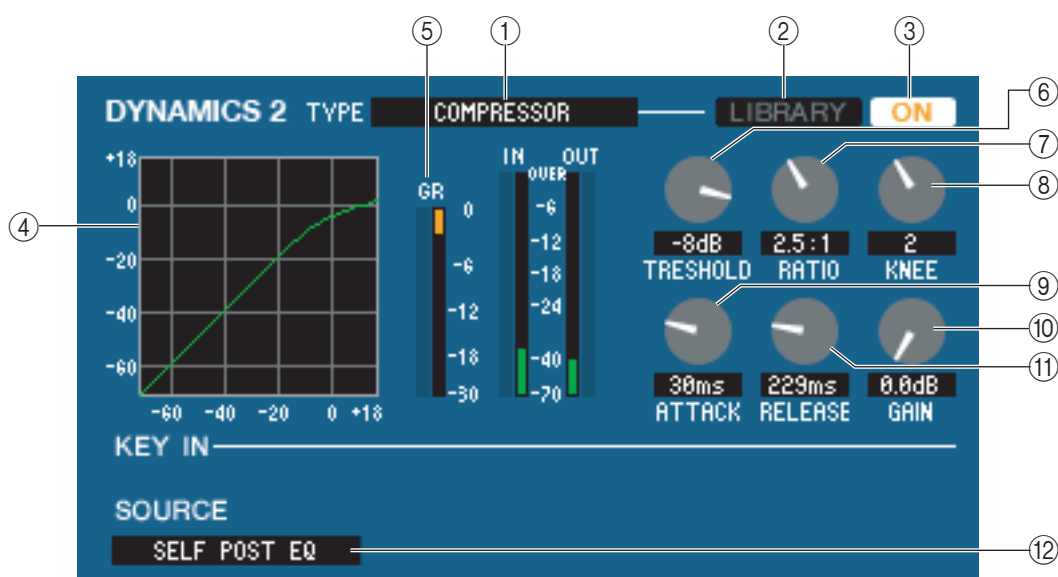 ⑤ ① ② ③
DYNAMICS 2 TYPE COMPRESSOR LIBRARY ON
⑥
⑦
⑧
④
+18
0
-20
-40
-60
-60 -40 -20 0 +18
GR
0
-6
-12
-18
-30
IN OUT
OVER
-6
-12
-18
-24
-40
-70
-8dB 2.5:1 2
TRESHOLD RATIO KNEE
⑨
⑩
⑪
30ms 229ms 0.0dB
ATTACK RELEASE GAIN
KEY IN
SOURCE
SELF POST EQ
⑫